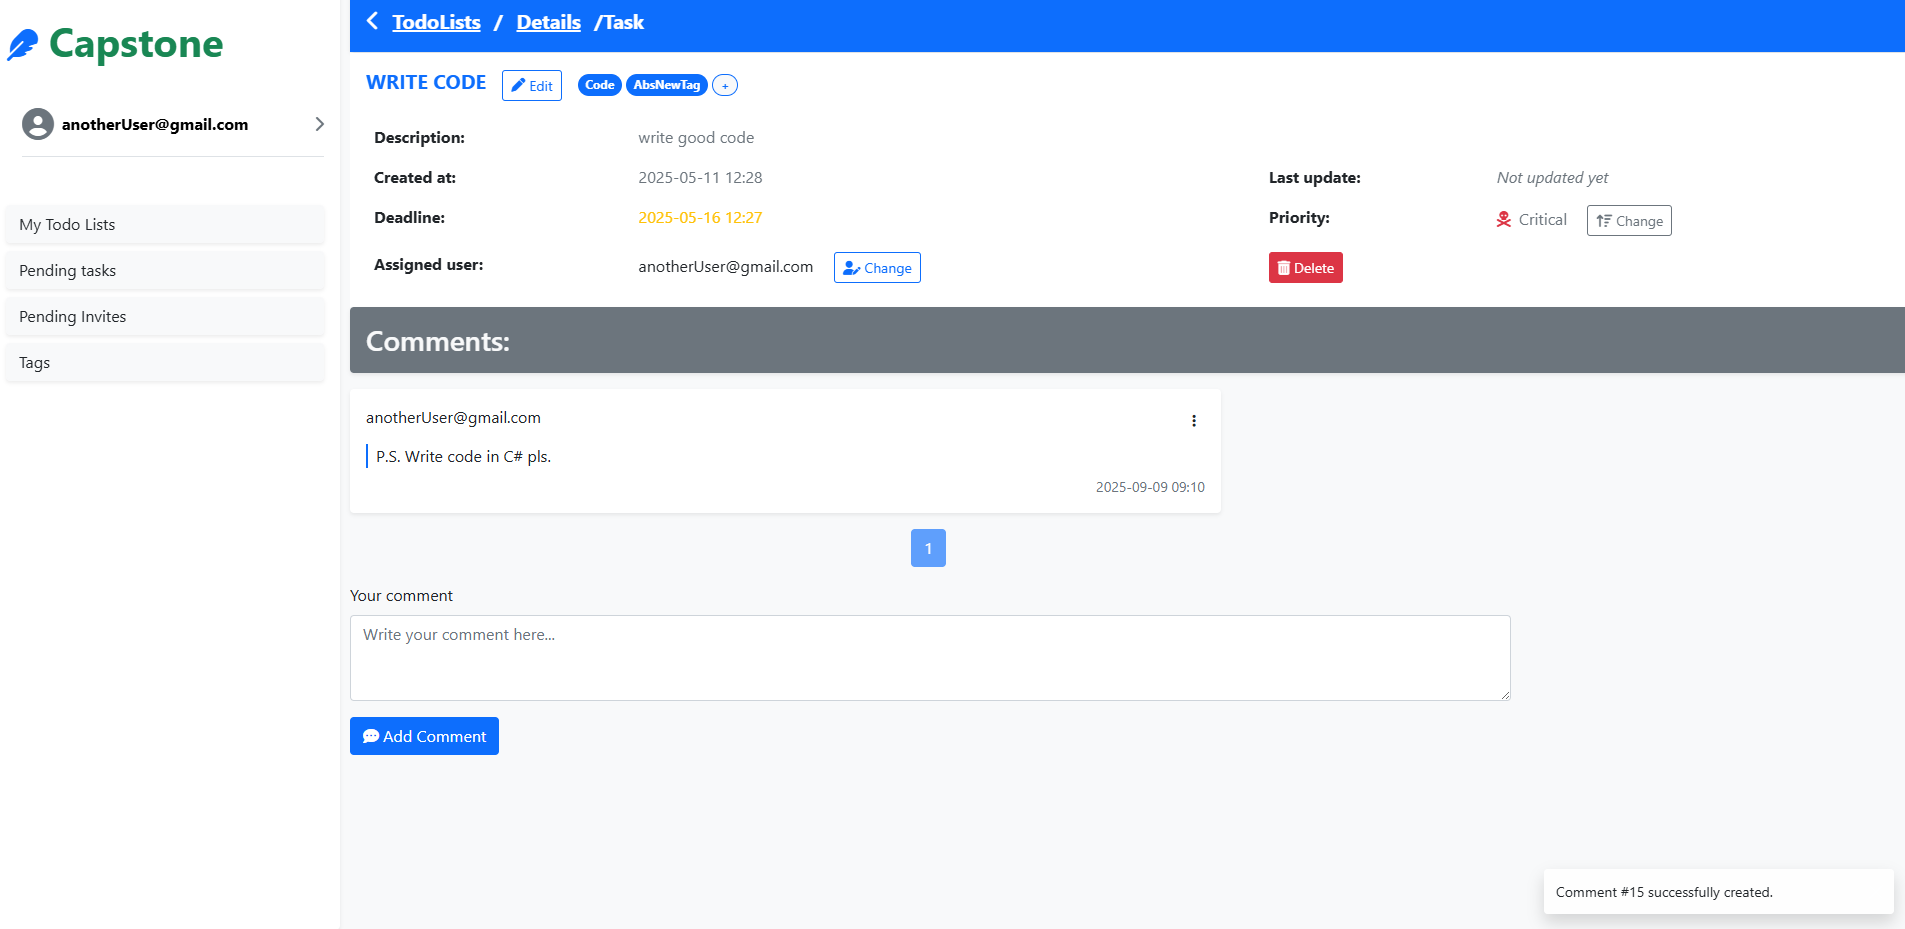 Capstone
anotherUser@gmail.com
My Todo Lists
Pending tasks
Pending Invites
Tags
TodoLists / Details /Task
WRITE CODE Edit Code AbsNewTag +
Description: write good code
Created at: 2025-05-11 12:28 Last update: Not updated yet
Deadline: 2025-05-16 12:27 Priority: Critical Change
Assigned user: anotherUser@gmail.com Change Delete
Comments:
anotherUser@gmail.com
P.S. Write code in C# pls.
2025-09-09 09:10
1
Your comment
Write your comment here...
Add Comment
Comment #15 successfully created.